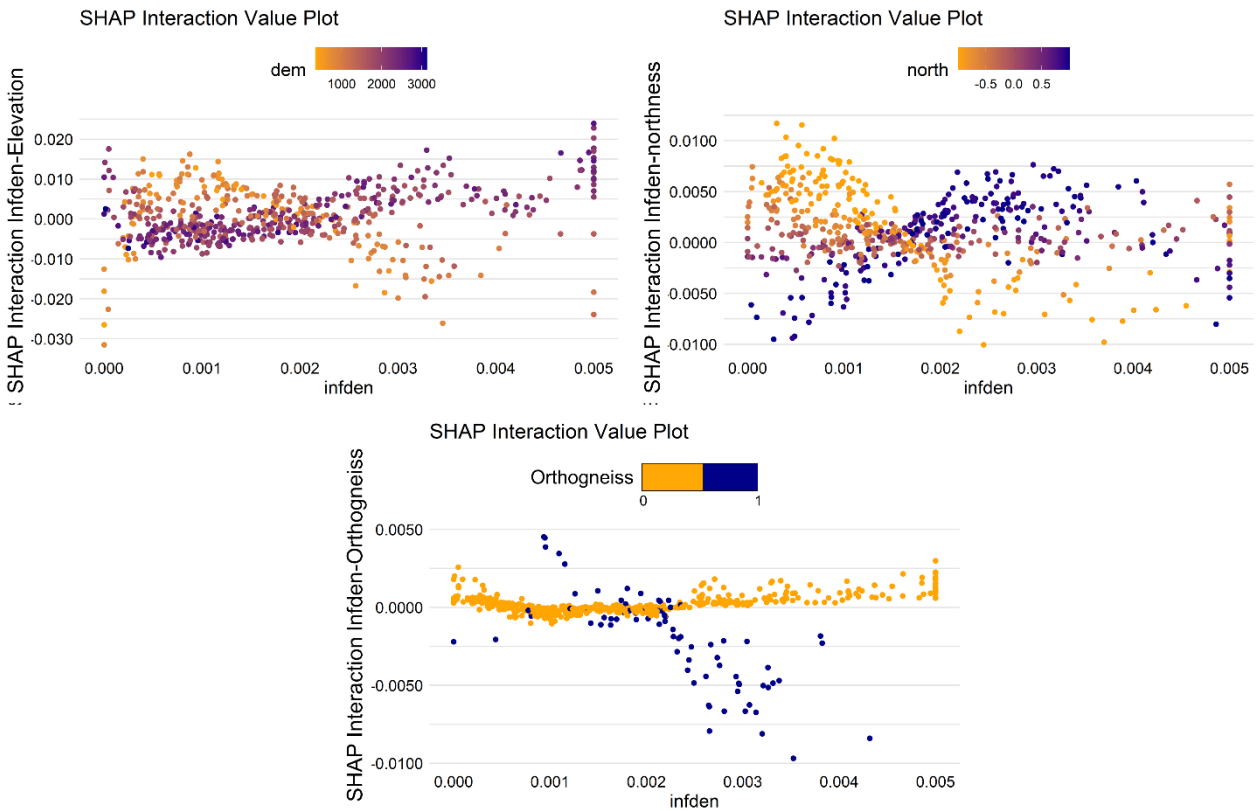 SHAP Interaction Value Plot
dem
1000 2000 3000
SHAP Interaction Infden-Elevation
0.020
0.010
0.000
-0.010
-0.020
-0.030
0.000 0.001 0.002 0.003 0.004 0.005
infden
SHAP Interaction Value Plot
north
-0.5 0.0 0.5
SHAP Interaction Infden-northness
0.0100
0.0050
0.0000
-0.0050
-0.0100
0.000 0.001 0.002 0.003 0.004 0.005
infden
SHAP Interaction Value Plot
Orthogneiss
0 1
SHAP Interaction Infden-Orthogneiss
0.0050
0.0000
-0.0050
-0.0100
0.000 0.001 0.002 0.003 0.004 0.005
infden